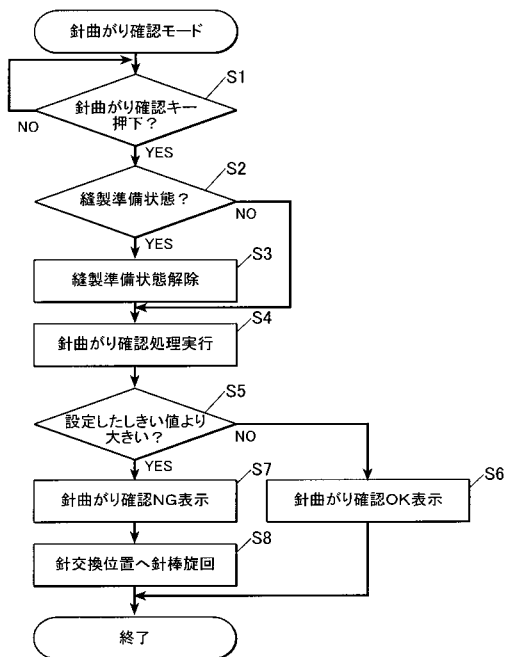 針曲がり確認モード
S1
針曲がり確認キー
押下？
NO
YES
S2
縫製準備状態？
NO
YES
S3
縫製準備状態解除
S4
針曲がり確認処理実行
S5
設定したしきい値より
大きい？
NO
YES
S7
針曲がり確認NG表示
S6
針曲がり確認OK表示
S8
針交換位置へ針棒旋回
終了